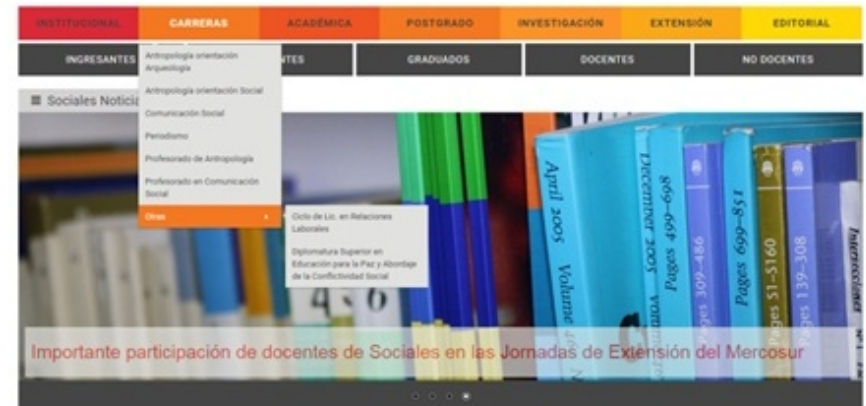 INSTITUCIONAL CARRERAS ACADÉMICA POSTGRADO INVESTIGACIÓN EXTENSIÓN EDITORIAL
INGRESANTES NTES GRADUADOS DOCENTES NO DOCENTES
Sociales Noticia
Antropología orientación
Arqueología
Antropología orientación Social
Comunicación Social
Periodismo
Profesorado de Antropología
Profesorado en Comunicación
Social
Otras
Ciclo de Lic. en Relaciones
Laborales
Diplomatura Superior en
Educación para la Paz y Abordaje
de la Conflictividad Social
April 2005 Volume
December 2005
Pages 499-698
Pages 309-486
Pages 699-851
Pages 51-5160
Pages 139-308
Importante participación de docentes de Sociales en las Jornadas de Extensión del Mercosur